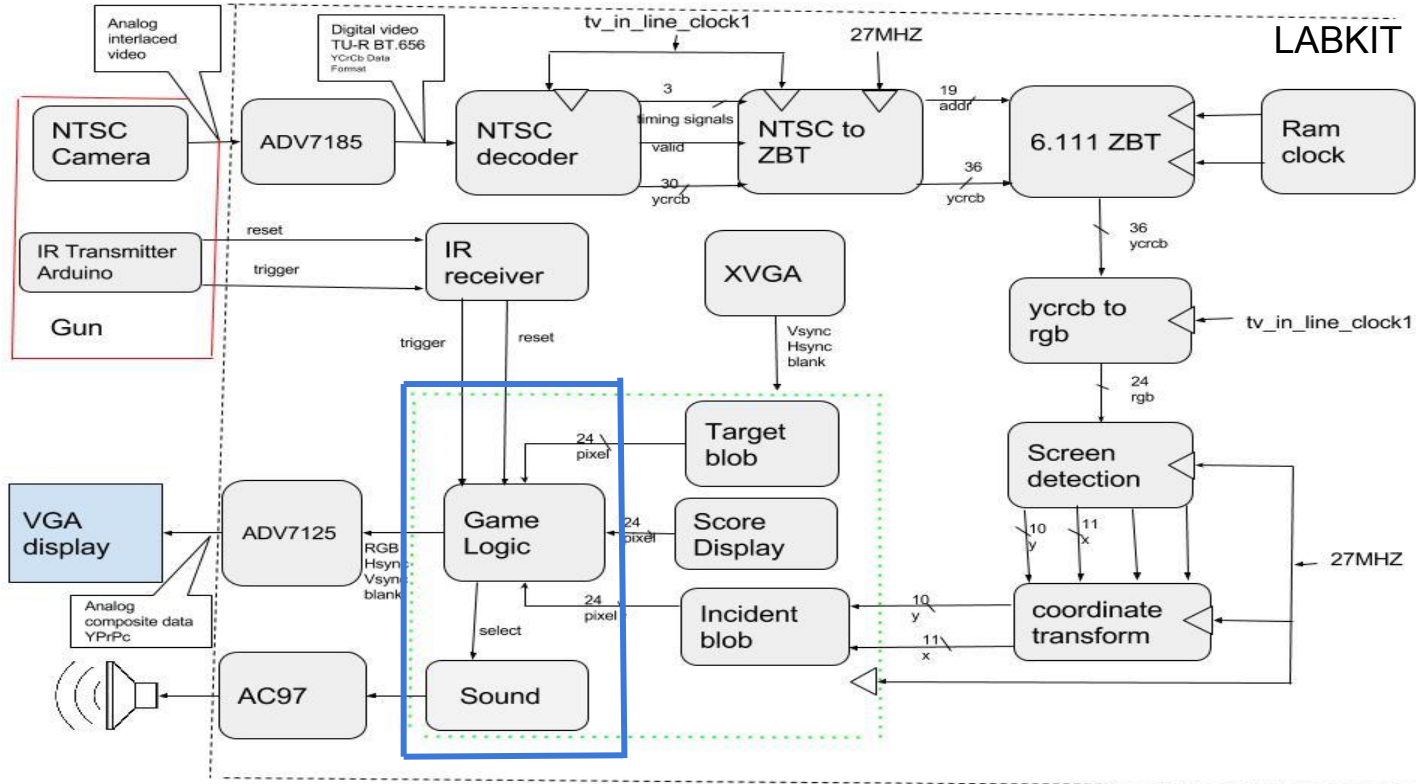 LABKIT
Analog
interlaced
video
Digital video
TU-R BT.656
YCrCb Data
Format
tv_in_line_clock1
27MHZ
NTSC
Camera
ADV7185
NTSC
decoder
3
timing signals
valid
30
ycrcb
NTSC to
ZBT
19
addr
36
ycrcb
6.111 ZBT
Ram
clock
IR Transmitter
Arduino
Gun
reset
trigger
IR
receiver
XVGA
36
ycrcb
ycrcb to
rgb
tv_in_line_clock1
trigger
reset
Vsync
Hsync
blank
24
rgb
24
pixel
Target
blob
Screen
detection
VGA
display
ADV7125
RGB
Hsync
Vsync
blank
Game
Logic
24
pixel
Score
Display
10
y
11
x
27MHZ
Analog
composite data
YPrPc
select
24
pixel
Incident
blob
10
y
11
x
coordinate
transform
AC97
Sound